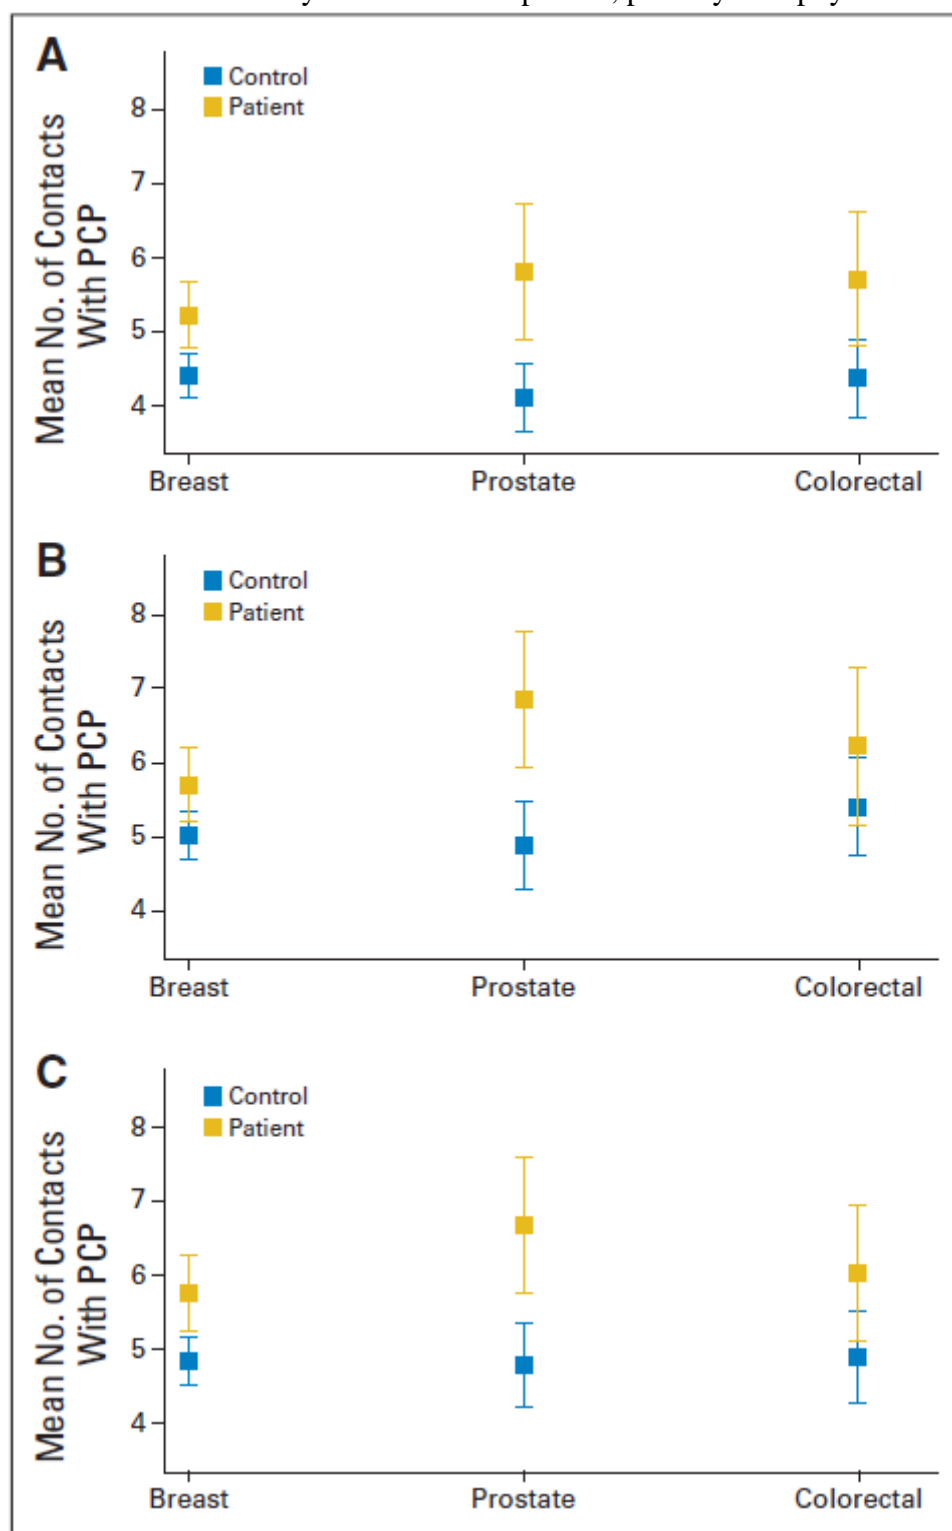 A
Control
Patient
Mean No. of Contacts
With PCP
8
7
6
5
4
Breast Prostate Colorectal
B
Control
Patient
Mean No. of Contacts
With PCP
8
7
6
5
4
Breast Prostate Colorectal
C
Control
Patient
Mean No. of Contacts
With PCP
8
7
6
5
4
Breast Prostate Colorectal